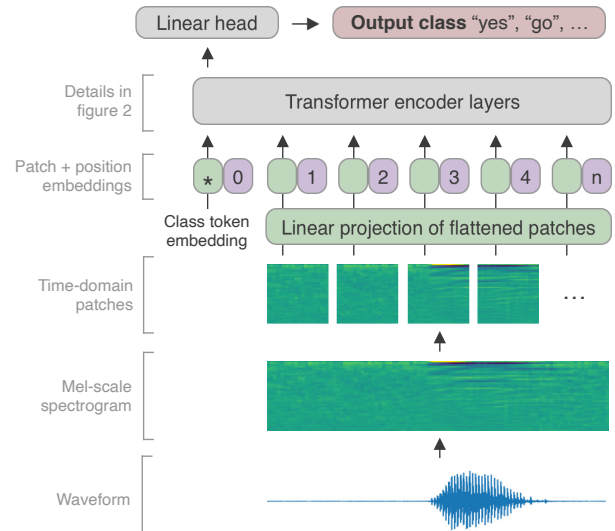 Linear head
Output class “yes”, “go”, …
Details in
figure 2
Transformer encoder layers
Patch + position
embeddings
* 0 1 2 3 4 n
Class token
embedding
Linear projection of flattened patches
Time-domain
patches
...
Mel-scale
spectrogram
Waveform